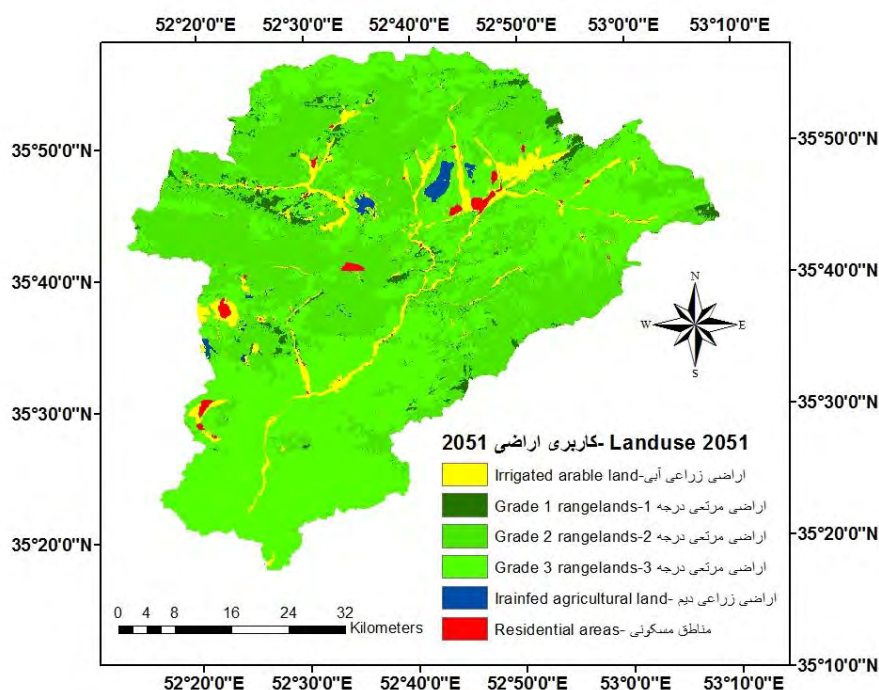 52°20'0"E 52°30'0"E 52°40'0"E 52°50'0"E 53°0'0"E 53°10'0"E
35°50'0"N 35°50'0"N
35°40'0"N 35°40'0"N
N
W E
S
35°30'0"N 35°30'0"N
کاربری اراضی 2051- Landuse 2051
Irrigated arable land-اراضی زراعی آبی
Grade 1 rangelands-اراضی مرتعی درجه 1
35°20'0"N 35°20'0"N
Grade 2 rangelands-اراضی مرتعی درجه 2
Grade 3 rangelands-اراضی مرتعی درجه 3
Irainfed agricultural land- اراضی زراعی دیم
Residential areas- مناطق مسکونی
0 4 8 16 24 32
Kilometers
35°10'0"N
52°20'0"E 52°30'0"E 52°40'0"E 52°50'0"E 53°0'0"E 53°10'0"E